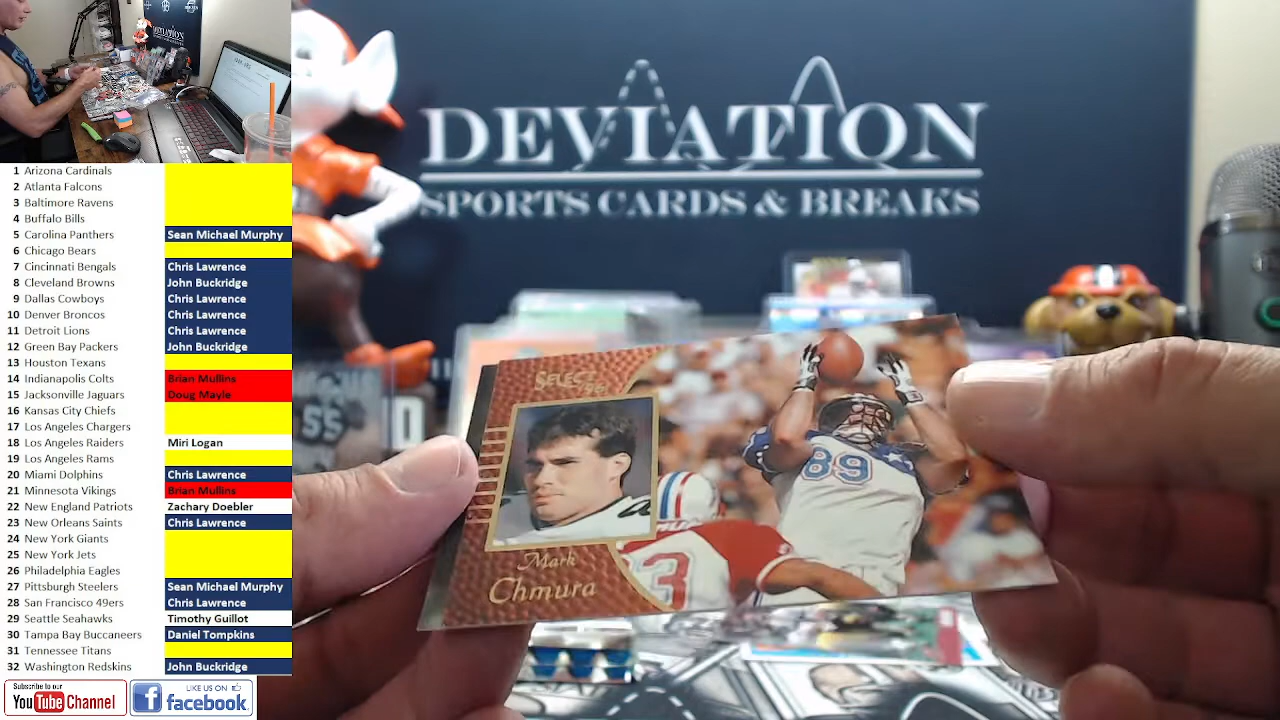 DEVIATION
SPORTS CARDS & BREAKS
1 Arizona Cardinals
2 Atlanta Falcons
3 Baltimore Ravens
4 Buffalo Bills
5 Carolina Panthers Sean Michael Murphy
6 Chicago Bears
7 Cincinnati Bengals Chris Lawrence
8 Cleveland Browns John Buckridge
9 Dallas Cowboys Chris Lawrence
10 Denver Broncos Chris Lawrence
11 Detroit Lions Chris Lawrence
12 Green Bay Packers John Buckridge
13 Houston Texans
14 Indianapolis Colts Brian Mullins
15 Jacksonville Jaguars Doug Mayle
16 Kansas City Chiefs
17 Los Angeles Chargers
18 Los Angeles Raiders Miri Logan
19 Los Angeles Rams
20 Miami Dolphins Chris Lawrence
21 Minnesota Vikings Brian Mullins
22 New England Patriots Zachary Doebler
23 New Orleans Saints Chris Lawrence
24 New York Giants
25 New York Jets
26 Philadelphia Eagles
27 Pittsburgh Steelers Sean Michael Murphy
28 San Francisco 49ers Chris Lawrence
29 Seattle Seahawks Timothy Guillot
30 Tampa Bay Buccaneers Daniel Tompkins
31 Tennessee Titans
32 Washington Redskins John Buckridge
Subscribe to our
YouTube Channel
LIKE US ON
facebook
55
SELECT
89
3
Mark
Chmura